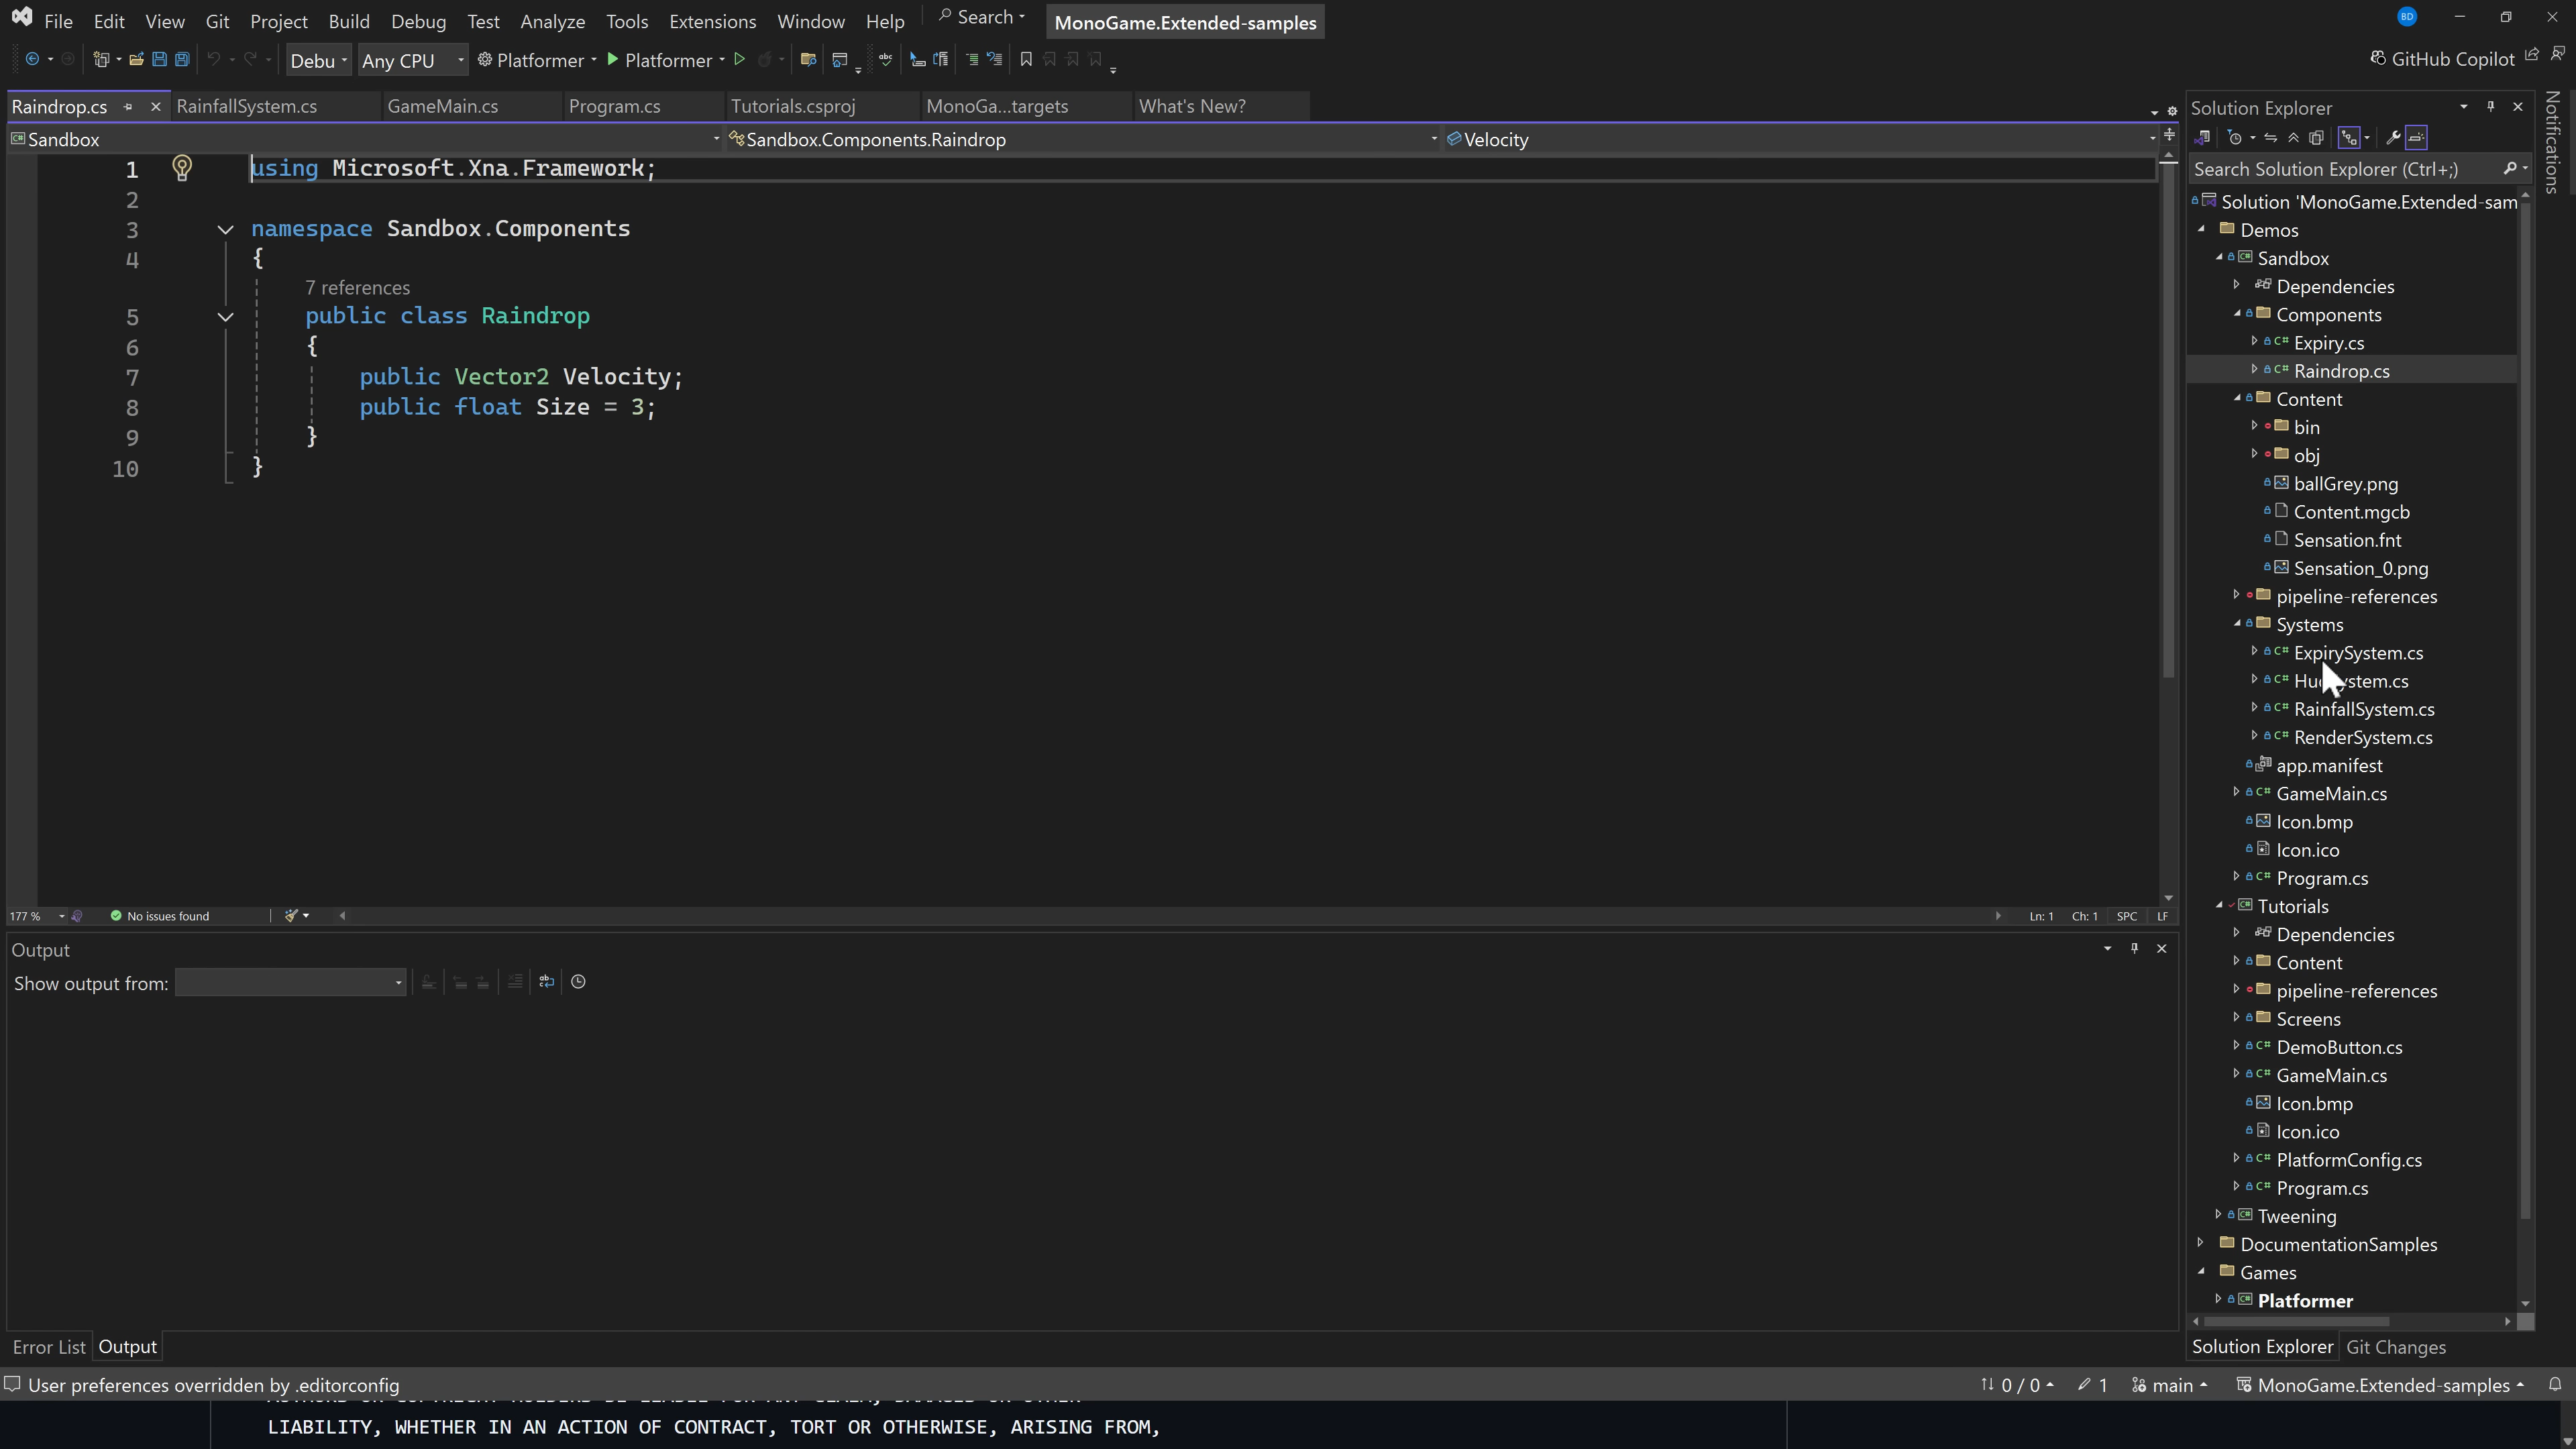 File Edit View Git Project Build Debug Test Analyze Tools Extensions Window Help Search MonoGame.Extended-samples BD
Debu Any CPU Platformer Platformer GitHub Copilot
Raindrop.cs RainfallSystem.cs GameMain.cs Program.cs Tutorials.csproj MonoGa...targets What's New?
Sandbox Sandbox.Components.Raindrop Velocity
1 using Microsoft.Xna.Framework;
2
3 namespace Sandbox.Components
4 {
7 references
5 public class Raindrop
6 {
7 public Vector2 Velocity;
8 public float Size = 3;
9 }
10 }
177 % No issues found Ln: 1 Ch: 1 SPC LF
Output
Show output from:
Error List Output
Solution Explorer
Search Solution Explorer (Ctrl+;)
Solution 'MonoGame.Extended-sam
Demos
Sandbox
Dependencies
Components
Expiry.cs
Raindrop.cs
Content
bin
obj
ballGrey.png
Content.mgcb
Sensation.fnt
Sensation_0.png
pipeline-references
Systems
ExpirySystem.cs
Hu ystem.cs
RainfallSystem.cs
RenderSystem.cs
app.manifest
GameMain.cs
Icon.bmp
Icon.ico
Program.cs
Tutorials
Dependencies
Content
pipeline-references
Screens
DemoButton.cs
GameMain.cs
Icon.bmp
Icon.ico
PlatformConfig.cs
Program.cs
Tweening
DocumentationSamples
Games
Platformer
Solution Explorer Git Changes
Notifications
User preferences overridden by .editorconfig 0 / 0 1 main MonoGame.Extended-samples
LIABILITY, WHETHER IN AN ACTION OF CONTRACT, TORT OR OTHERWISE, ARISING FROM,